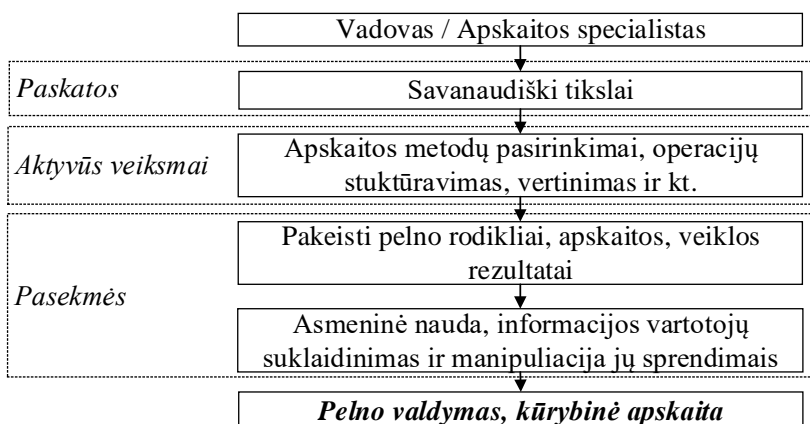 Vadovas / Apskaitos specialistas
Paskatos
Savanaudiški tikslai
Aktyvūs veiksmai
Apskaitos metodų pasirinkimai, operacijų
stuktūravimas, vertinimas ir kt.
Pasekmės
Pakeisti pelno rodikliai, apskaitos, veiklos
rezultatai
Asmeninė nauda, informacijos vartotojų
suklaidinimas ir manipuliacija jų sprendimais
Pelno valdymas, kūrybinė apskaita